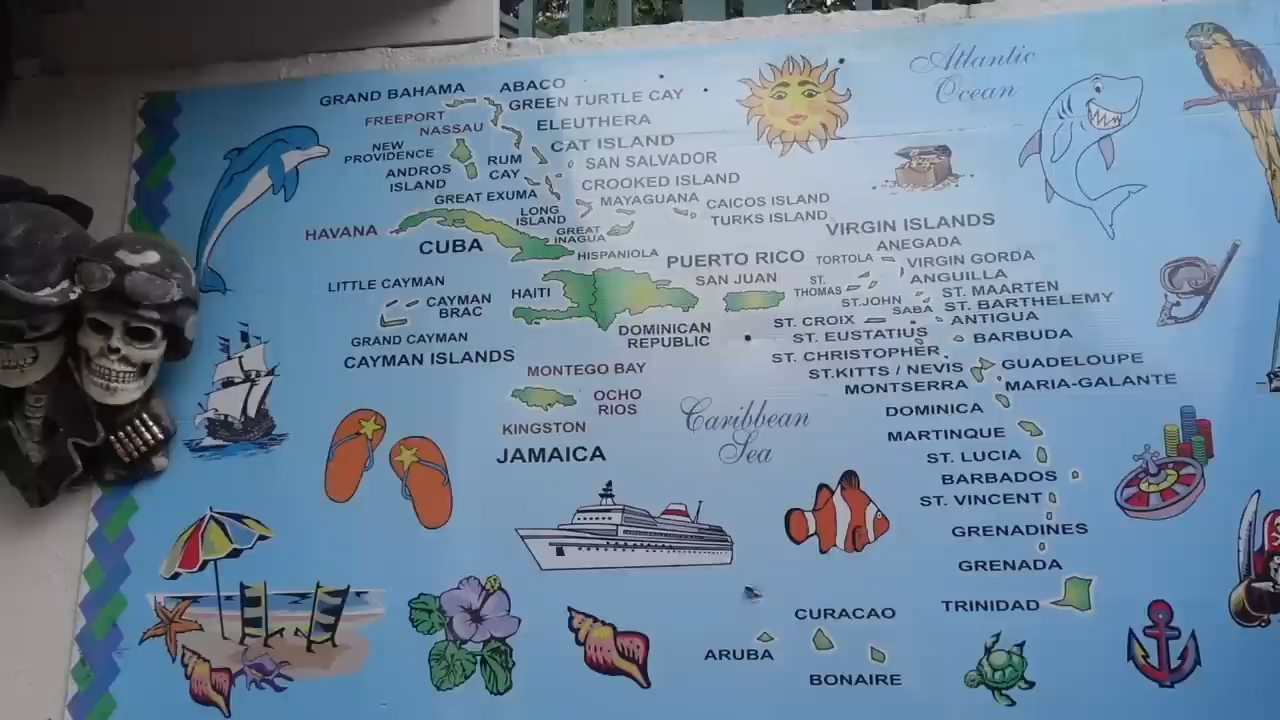 Atlantic
Ocean
GRAND BAHAMA
ABACO
FREEPORT
GREEN TURTLE CAY
NASSAU
ELEUTHERA
NEW
PROVIDENCE
CAT ISLAND
ANDROS
ISLAND
RUM
CAY
SAN SALVADOR
CROOKED ISLAND
GREAT EXUMA
MAYAGUANA
CAICOS ISLAND
LONG
ISLAND
TURKS ISLAND
HAVANA
GREAT
INAGUA
VIRGIN ISLANDS
CUBA
HISPANIOLA
PUERTO RICO
TORTOLA
ANEGADA
VIRGIN GORDA
LITTLE CAYMAN
HAITI
SAN JUAN
ST.
THOMAS
ANGUILLA
CAYMAN
BRAC
ST.JOHN
SABA
ST. MAARTEN
ST. BARTHELEMY
GRAND CAYMAN
DOMINICAN
REPUBLIC
ST. CROIX
ANTIGUA
CAYMAN ISLANDS
ST. EUSTATIUS
BARBUDA
ST. CHRISTOPHER
MONTEGO BAY
ST.KITTS / NEVIS
GUADELOUPE
OCHO
RIOS
MONTSERRA
MARIA-GALANTE
KINGSTON
Caribbean
Sea
DOMINICA
JAMAICA
MARTINQUE
ST. LUCIA
BARBADOS
ST. VINCENT
GRENADINES
GRENADA
TRINIDAD
CURACAO
ARUBA
BONAIRE